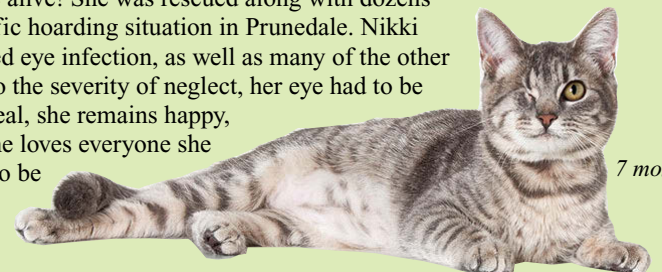 alive! She was rescued along with dozens
fic hoarding situation in Prunedale. Nikki
ed eye infection, as well as many of the other
o the severity of neglect, her eye had to be
eal, she remains happy,
e loves everyone she
o be
7 mo